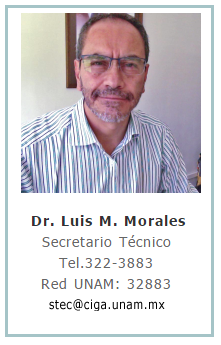 Dr. Luis M. Morales
Secretario Técnico
Tel.322-3883
Red UNAM: 32883
stec@ciga.unam.mx